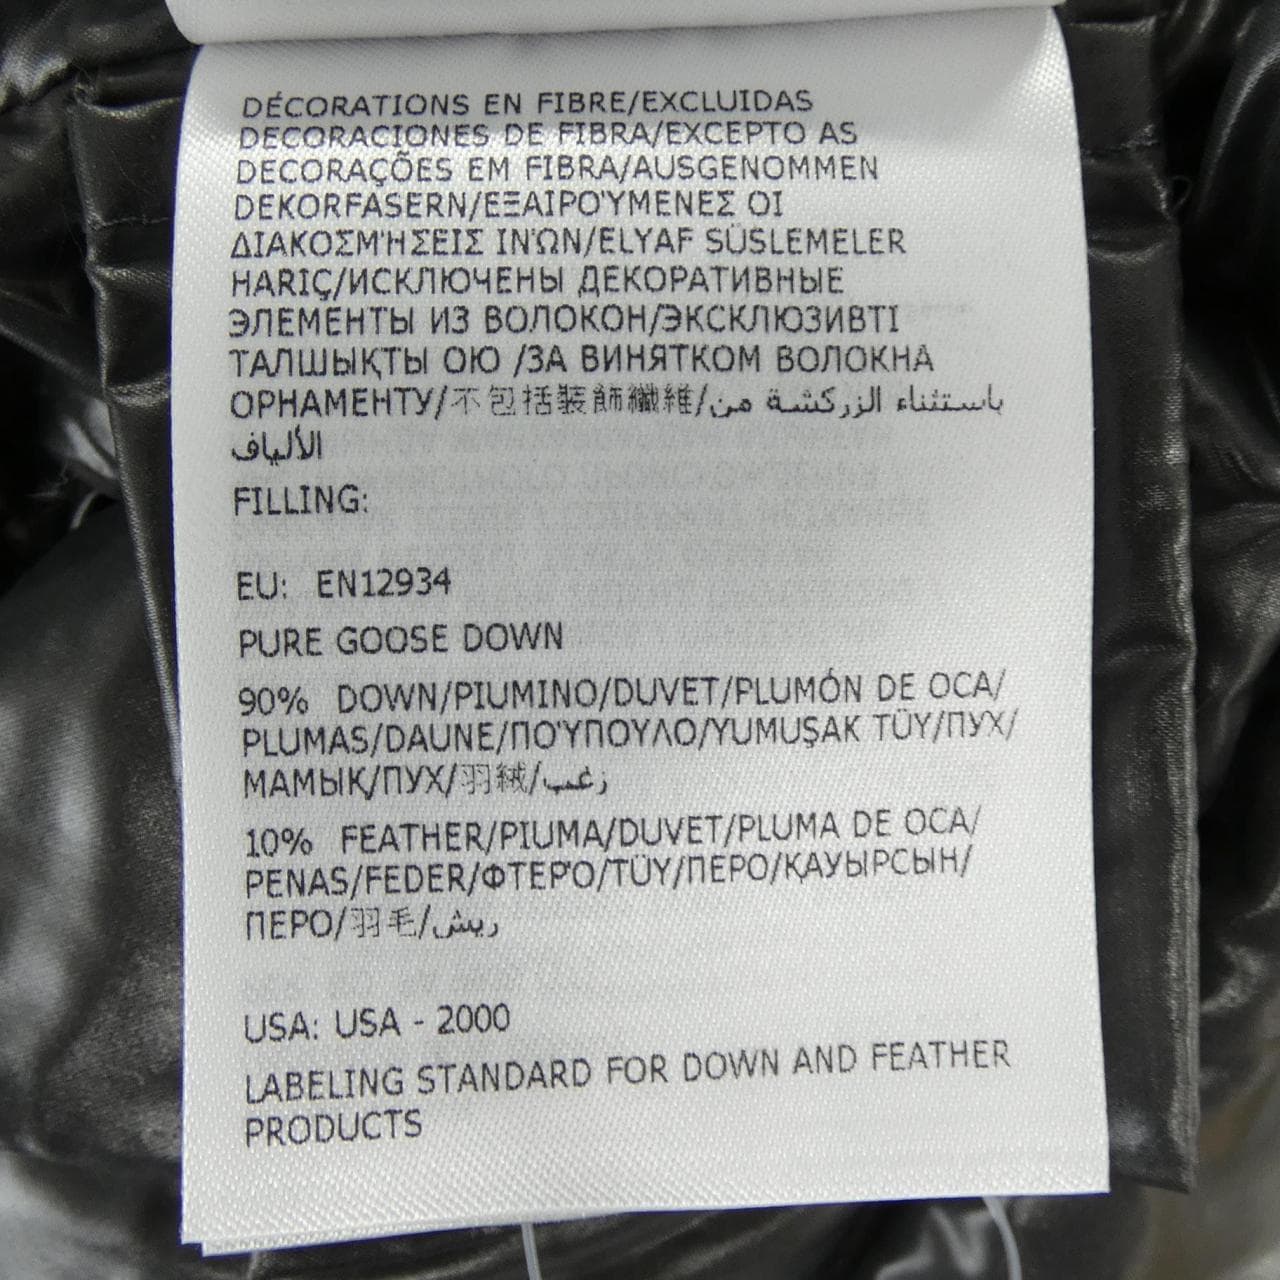 DÉCORATIONS EN FIBRE/EXCLUIDAS
DECORACIONES DE FIBRA/EXCEPTO AS
DECORAÇÕES EM FIBRA/AUSGENOMMEN
DEKORFASERN/ΕΞΑΙΡΟΎΜΕΝΕΣ ΟΙ
ΔΙΑΚΟΣΜΉΣΕΙΣ ΙΝΏΝ/ELYAF SÜSLEMELER
HARIÇ/ИСКЛЮЧЕНЫ ДЕКОРАТИВНЫЕ
ЭЛЕМЕНТЫ ИЗ ВОЛОКОН/ЭКСКЛЮЗИВТІ
ТАЛШЫҚТЫ ОЮ /ЗА ВИНЯТКОМ ВОЛОКНА
ОРНАМЕНТУ/不包括裝飾纖維/باستثناء الزركشة من
الألياف
FILLING:
EU: EN12934
PURE GOOSE DOWN
90% DOWN/PIUMINO/DUVET/PLUMÓN DE OCA/
PLUMAS/DAUNE/ΠΟΎΠΟΥΛΟ/YUMUŞAK TÜY/ПУХ/
МАМЫҚ/ПУХ/羽絨/زغب
10% FEATHER/PIUMA/DUVET/PLUMA DE OCA/
PENAS/FEDER/ΦΤΕΡΌ/TÜY/ПЕРО/ҚАУЫРСЫН/
ПЕРО/羽毛/ريش
USA: USA - 2000
LABELING STANDARD FOR DOWN AND FEATHER
PRODUCTS